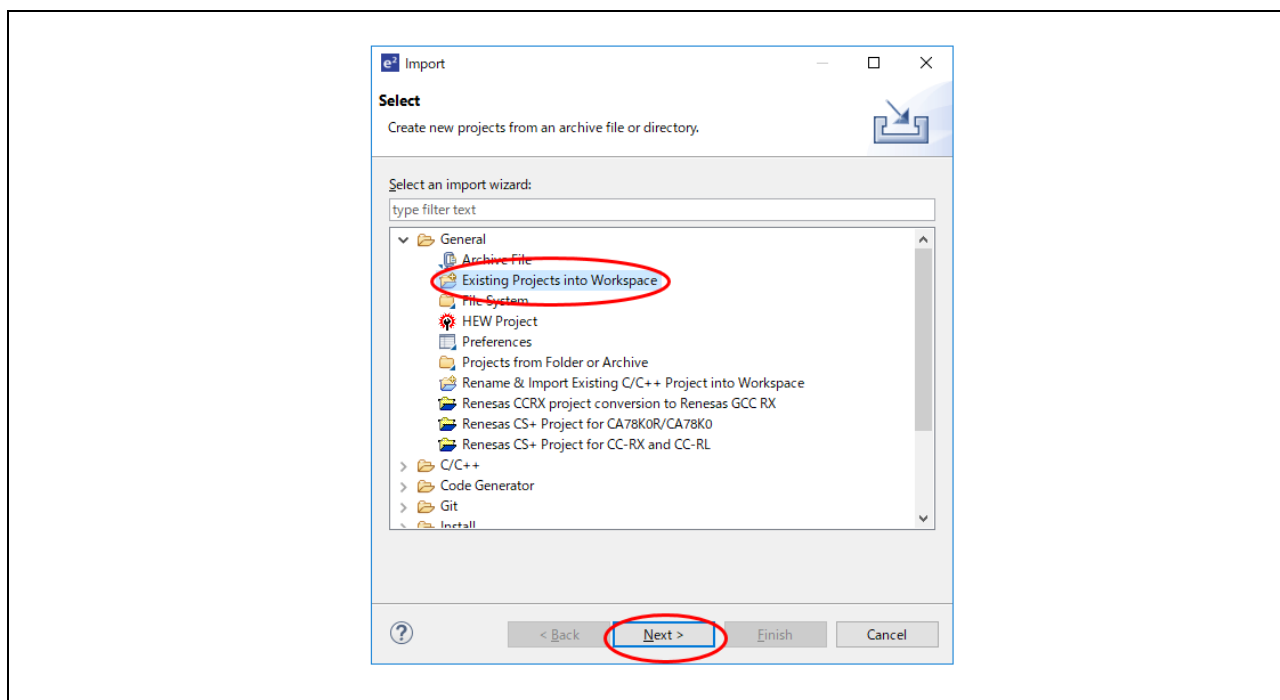 e² Import
Select
Create new projects from an archive file or directory.
Select an import wizard:
type filter text
General
Archive File
Existing Projects into Workspace
File System
HEW Project
Preferences
Projects from Folder or Archive
Rename & Import Existing C/C++ Project into Workspace
Renesas CCRX project conversion to Renesas GCC RX
Renesas CS+ Project for CA78K0R/CA78K0
Renesas CS+ Project for CC-RX and CC-RL
C/C++
Code Generator
Git
Install
? < Back Next > Finish Cancel